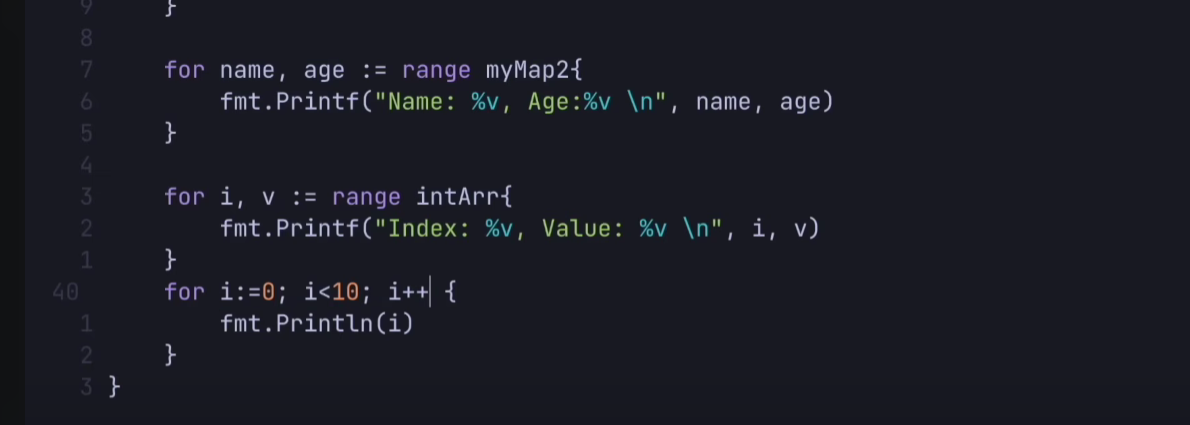 9 }
8
7 for name, age := range myMap2{
6 fmt.Printf("Name: %v, Age:%v \n", name, age)
5 }
4
3 for i, v := range intArr{
2 fmt.Printf("Index: %v, Value: %v \n", i, v)
1 }
40 for i:=0; i<10; i++ {
1 fmt.Println(i)
2 }
3 }